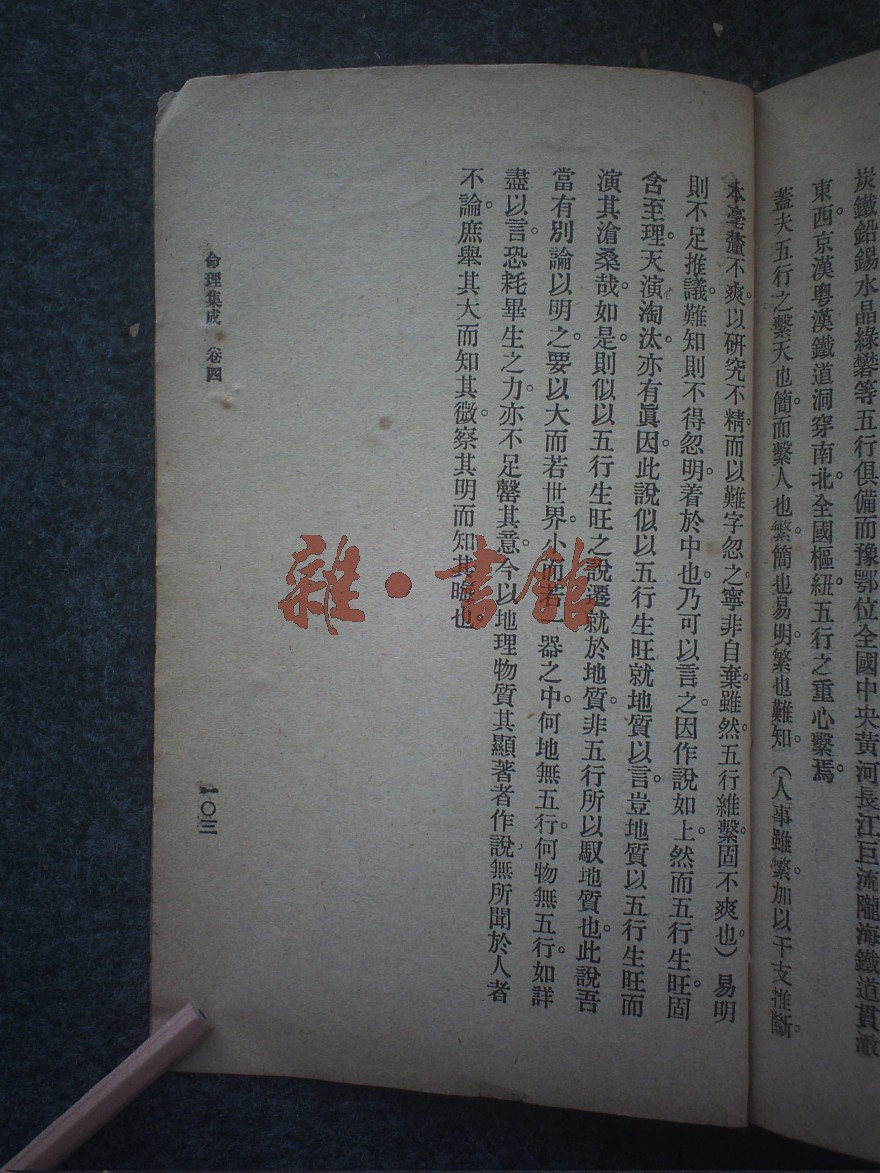 炭鐵鉛錫水晶綠礬等五行俱備而豫鄂位全國中央黃河長江巨流隴海鐵道貫澈
東西京漢粵漢鐵道洞穿南北。全國樞紐。五行之重心繫焉。
蓋夫五行之繫天也簡。而繫人也繁。簡也易明。繁也難知。(人事雖繁。加以干支推斷。
本毫釐不爽。以研究不精。而以難字忽之。寧非自棄。雖然五行維繫固不爽也。)易明
則不足推議。難知則不得忽。明着於中也。乃可以言之。因作說如上。然而五行生旺。固
含至理。天演淘汰。亦有眞因。此說似以五行生旺就地質以言。豈地質以五行生旺而
演其滄桑哉。如是。則似以五行生旺之說遷就於地質。非五行所以馭地質也。此說吾
當有別論以明之。要以大而若世界。小而若一器之中。何地無五行。何物無五行。如詳
盡以言。恐耗畢生之力。亦不足罄其意。今以地理物質其顯著者作說。無所聞於人者
不論。庶舉其大而知其微。察其明而知其晦也。
命理集成 卷四
一〇三
雜·書館